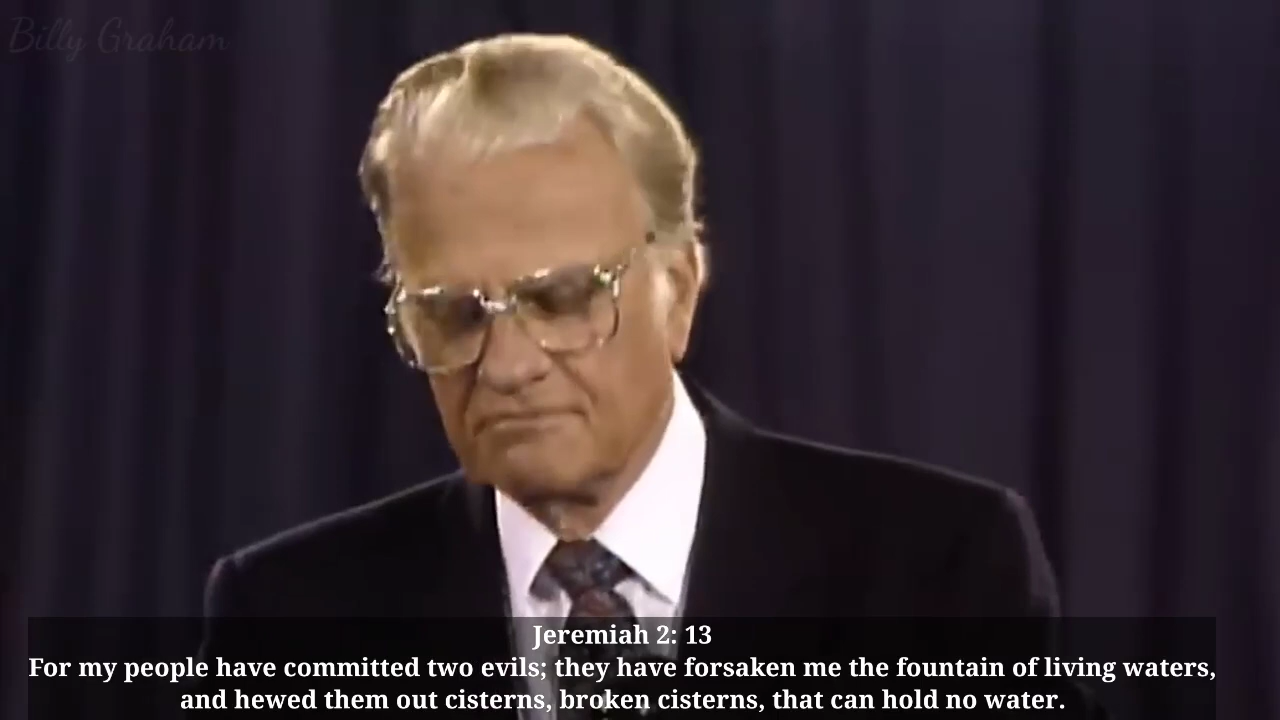 Billy Graham
Jeremiah 2: 13
For my people have committed two evils; they have forsaken me the fountain of living waters,
and hewed them out cisterns, broken cisterns, that can hold no water.